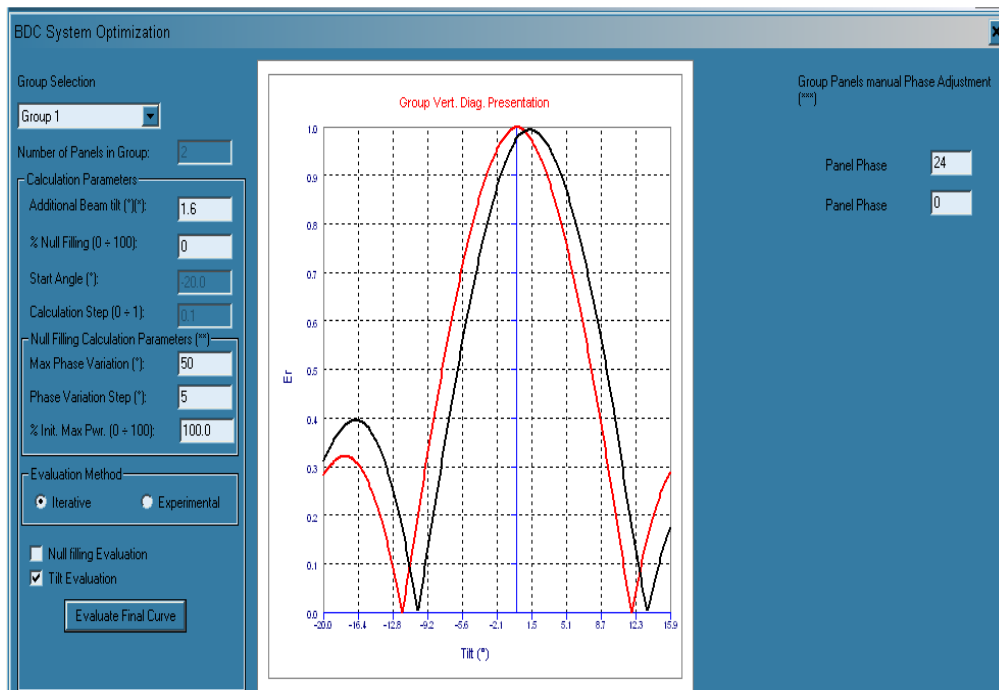 BDC System Optimization
Group Selection
Group 1
Number of Panels in Group: 2
Calculation Parameters
Additional Beam tilt (°)(*): 1.6
% Null Filling (0 ÷ 100): 0
Start Angle (°): -20.0
Calculation Step (0 ÷ 1): 0.1
Null Filling Calculation Parameters (**)
Max Phase Variation (°): 50
Phase Variation Step (°): 5
% Init. Max Pwr. (0 ÷ 100): 100.0
Evaluation Method
Iterative Experimental
Null filling Evaluation
Tilt Evaluation
Evaluate Final Curve
Group Vert. Diag. Presentation
1.0
0.9
0.8
0.7
0.6
0.5
0.4
0.3
0.2
0.1
0.0
Er
-20.0 -16.4 -12.8 -9.2 -5.6 -2.1 1.5 5.1 8.7 12.3 15.9
Tilt (°)
Group Panels manual Phase Adjustment
(***)
Panel Phase 24
Panel Phase 0